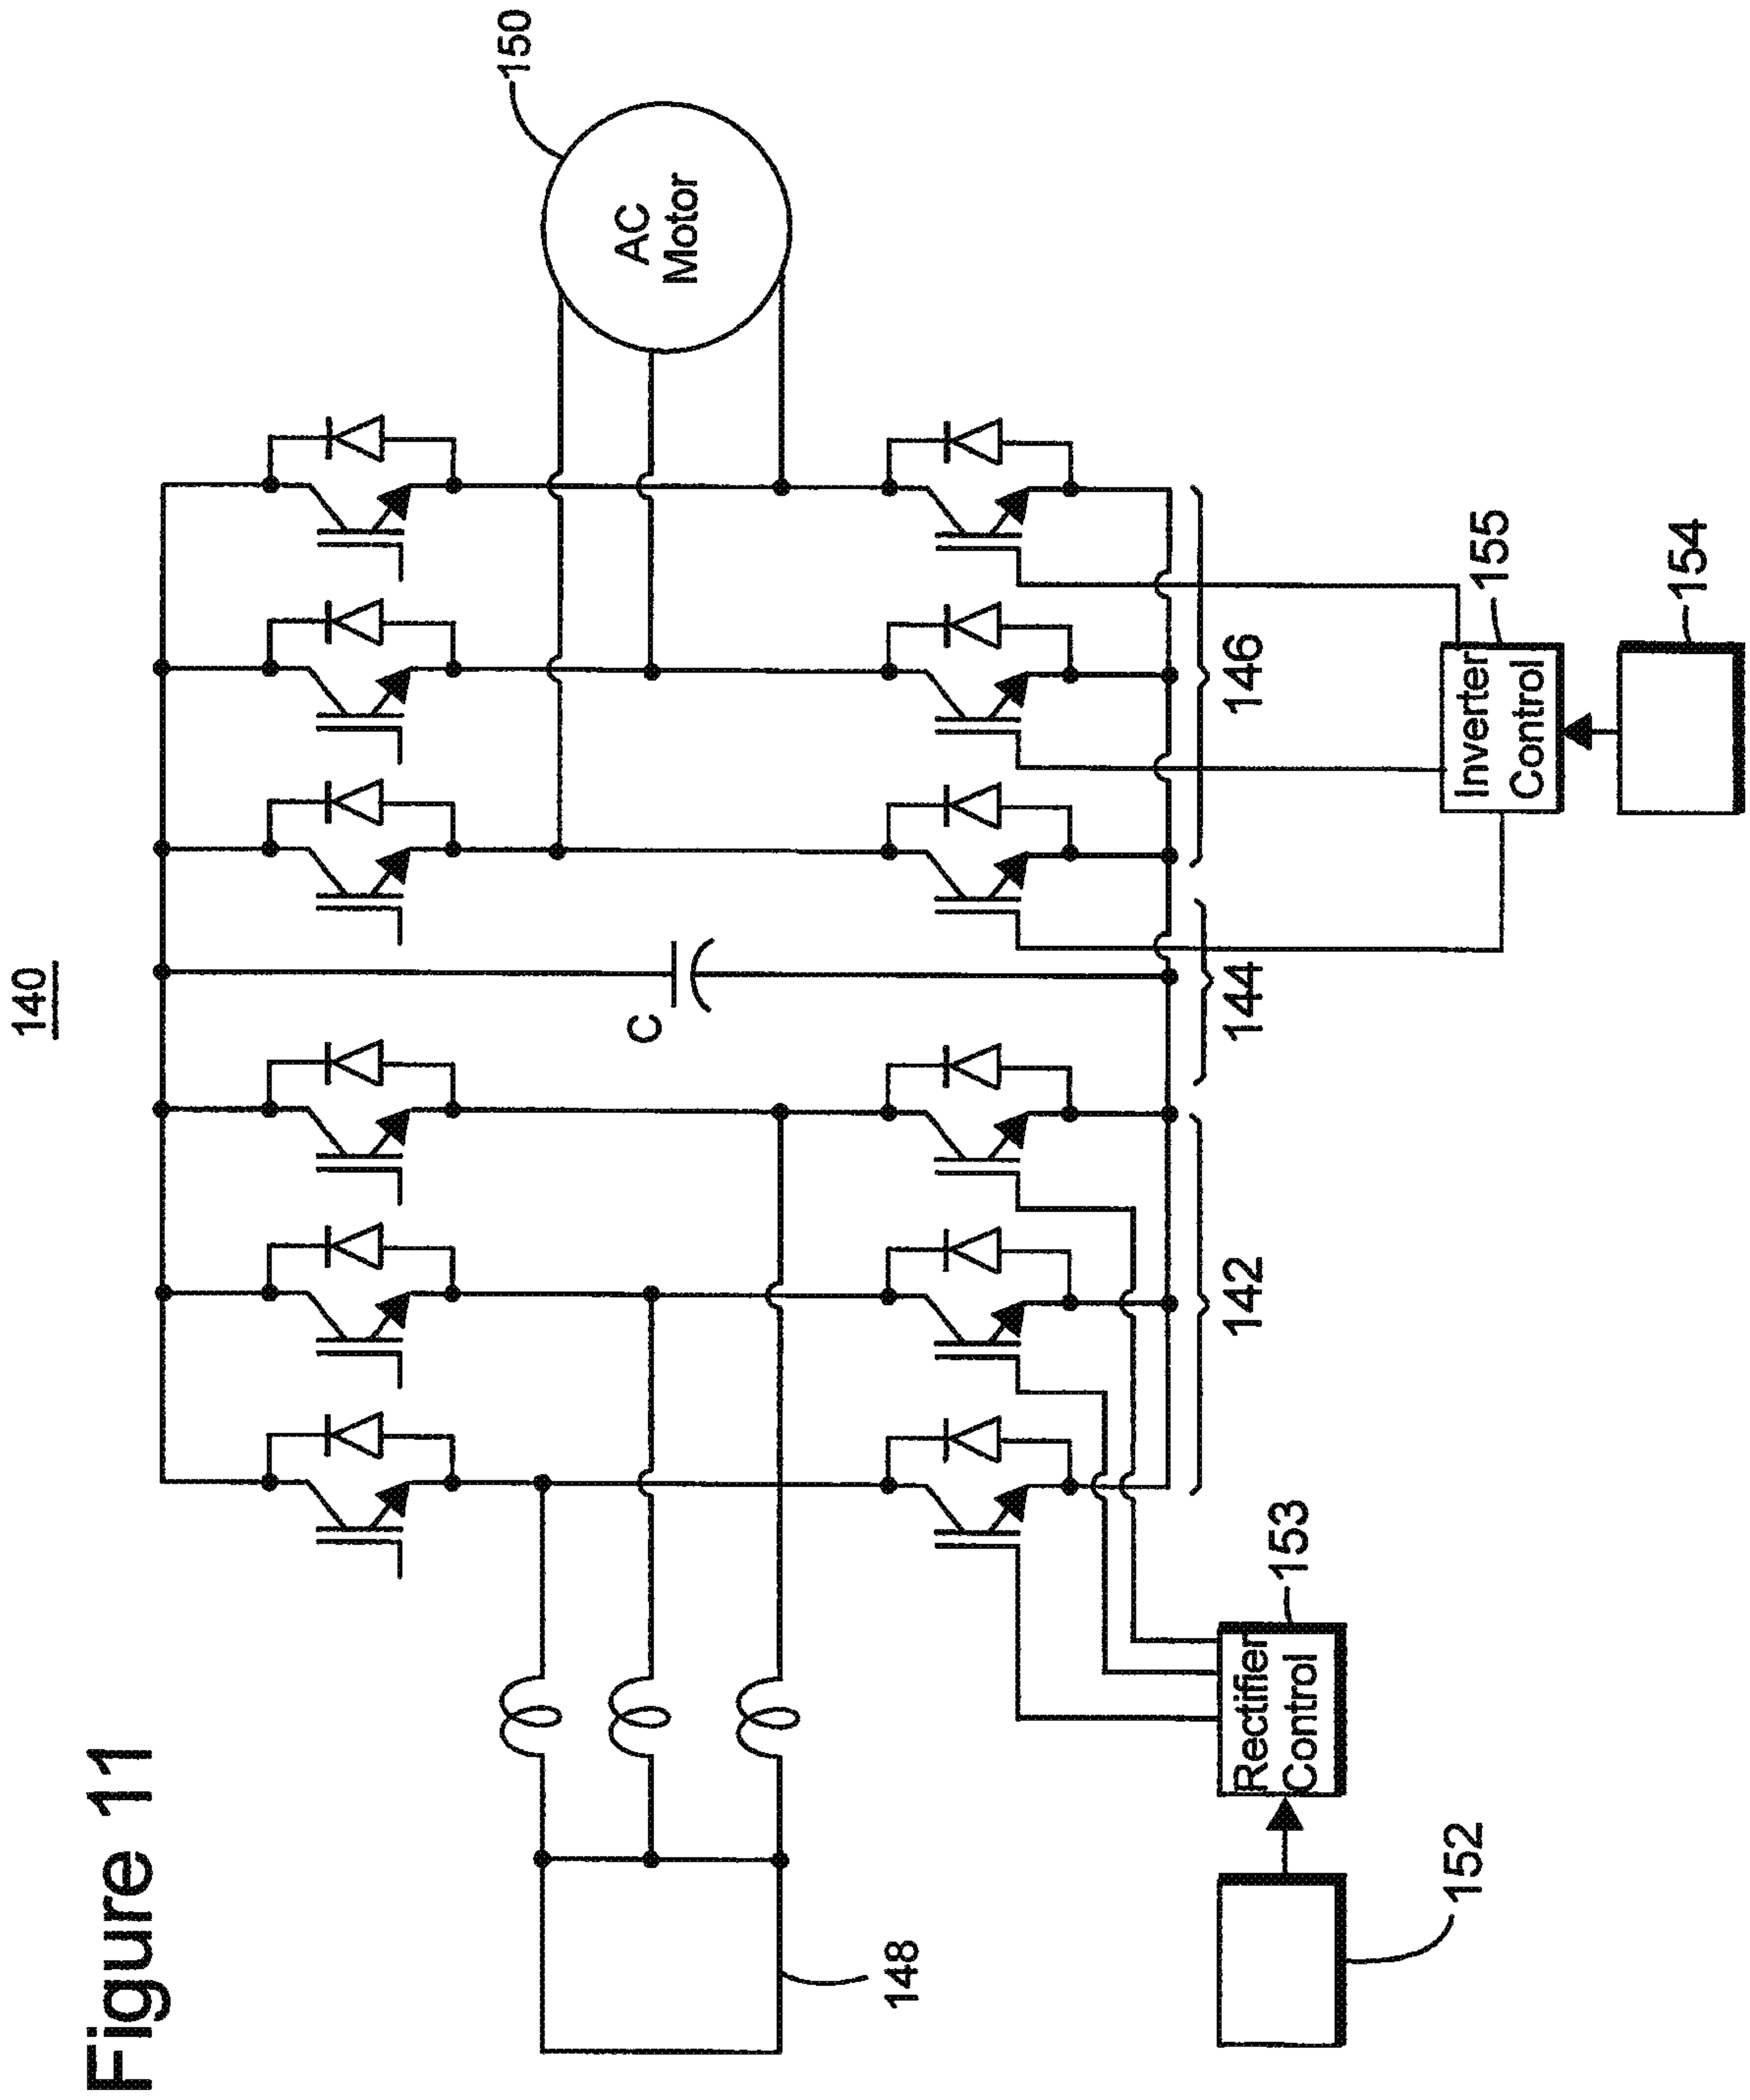 Figure 11
140
150
AC
Motor
C
148
142
144
146
153
Rectifier
Control
152
155
Inverter
Control
154